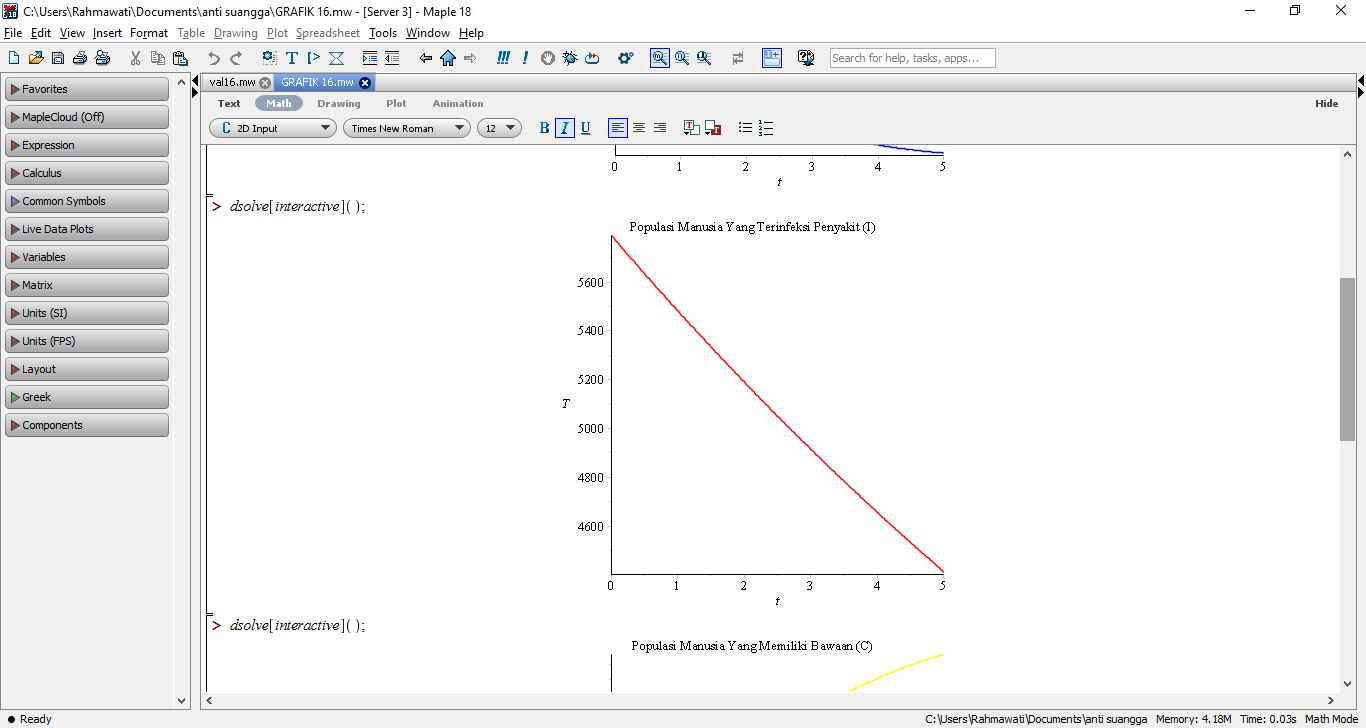 C:\Users\Rahmawati\Documents\anti suangga\GRAFIK 16.mw - [Server 3] - Maple 18
File Edit View Insert Format Table Drawing Plot Spreadsheet Tools Window Help
Search for help, tasks, apps...
val16.mw GRAFIK 16.mw
Text Math Drawing Plot Animation Hide
C 2D Input Times New Roman 12 B I U
Favorites
MapleCloud (Off)
Expression
Calculus
Common Symbols
Live Data Plots
Variables
Matrix
Units (SI)
Units (FPS)
Layout
Greek
Components
0 1 2 3 4 5
t
> dsolve[interactive]( );
Populasi Manusia Yang Terinfeksi Penyakit (I)
5600
5400
5200
T
5000
4800
4600
0 1 2 3 4 5
t
> dsolve[interactive]( );
Populasi Manusia Yang Memiliki Bawaan (C)
Ready C:\Users\Rahmawati\Documents\anti suangga Memory: 4.18M Time: 0.03s Math Mode